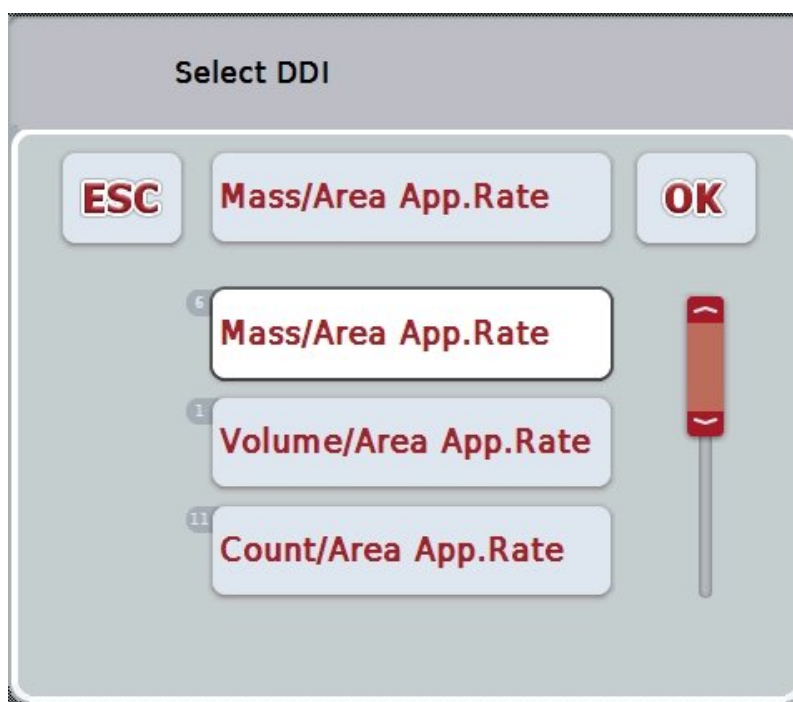 Select DDI
ESC
Mass/Area App.Rate
OK
6
Mass/Area App.Rate
1
Volume/Area App.Rate
11
Count/Area App.Rate